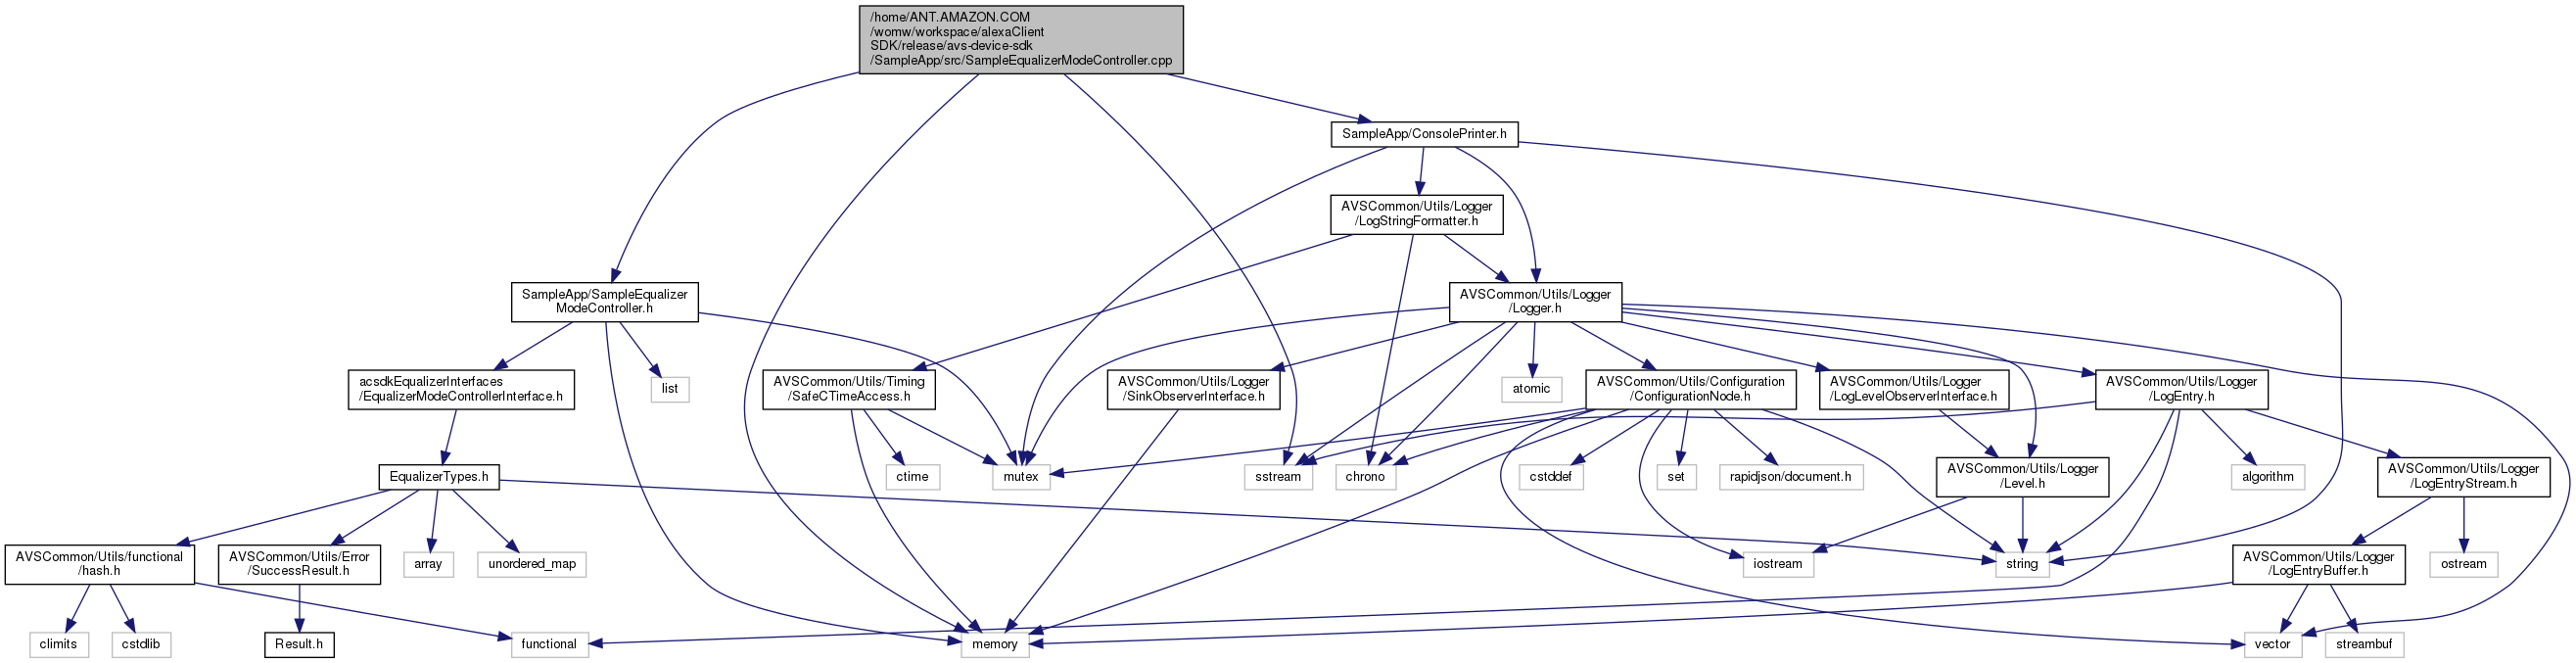 /home/ANT.AMAZON.COM
/womw/workspace/alexaClient
SDK/release/avs-device-sdk
/SampleApp/src/SampleEqualizerModeController.cpp
SampleApp/ConsolePrinter.h
AVSCommon/Utils/Logger
/LogStringFormatter.h
SampleApp/SampleEqualizer
ModeController.h
AVSCommon/Utils/Logger
/Logger.h
acsdkEqualizerInterfaces
/EqualizerModeControllerInterface.h
list
AVSCommon/Utils/Timing
/SafeCTimeAccess.h
AVSCommon/Utils/Logger
/SinkObserverInterface.h
atomic
AVSCommon/Utils/Configuration
/ConfigurationNode.h
AVSCommon/Utils/Logger
/LogLevelObserverInterface.h
AVSCommon/Utils/Logger
/LogEntry.h
EqualizerTypes.h
ctime
mutex
sstream
chrono
cstddef
set
rapidjson/document.h
AVSCommon/Utils/Logger
/Level.h
algorithm
AVSCommon/Utils/Logger
/LogEntryStream.h
AVSCommon/Utils/functional
/hash.h
AVSCommon/Utils/Error
/SuccessResult.h
array
unordered_map
iostream
string
AVSCommon/Utils/Logger
/LogEntryBuffer.h
ostream
climits
cstdlib
Result.h
functional
memory
vector
streambuf